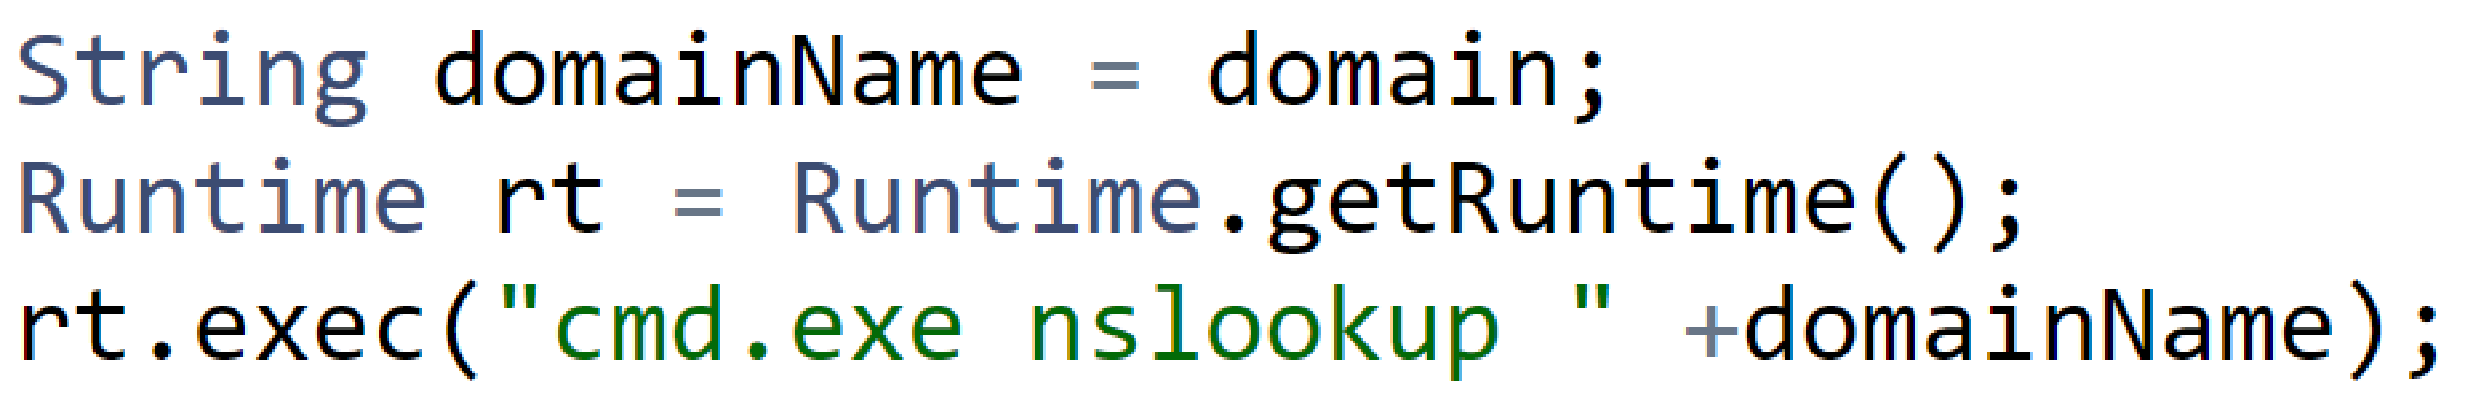 String domainName = domain;
Runtime rt = Runtime.getRuntime();
rt.exec("cmd.exe nslookup " +domainName);